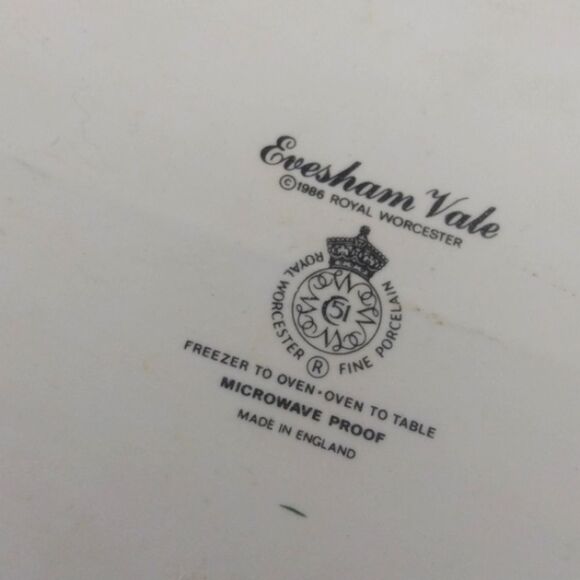 Evesham Vale
©1986 ROYAL WORCESTER
ROYAL WORCESTER ® FINE PORCELAIN
51
FREEZER TO OVEN·OVEN TO TABLE
MICROWAVE PROOF
MADE IN ENGLAND